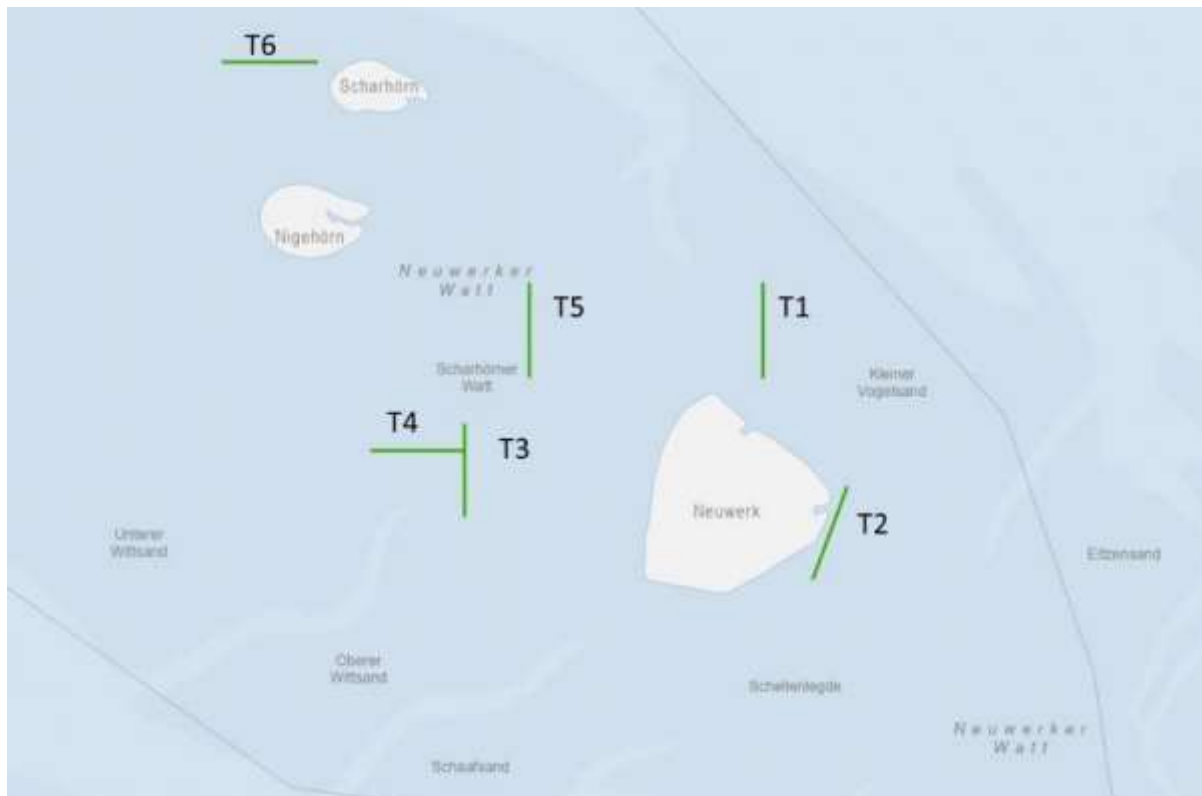 T6
Scharhörn
Nigehörn
Neuwerker
Watt
T5
T1
Scharhörner
Watt
Kleiner
Vogelsand
T4
T3
Neuwerk
T2
Unterer
Wittsand
Eitzensand
Oberer
Wittsand
Schellenlegde
Neuwerker
Watt
Schaafsand